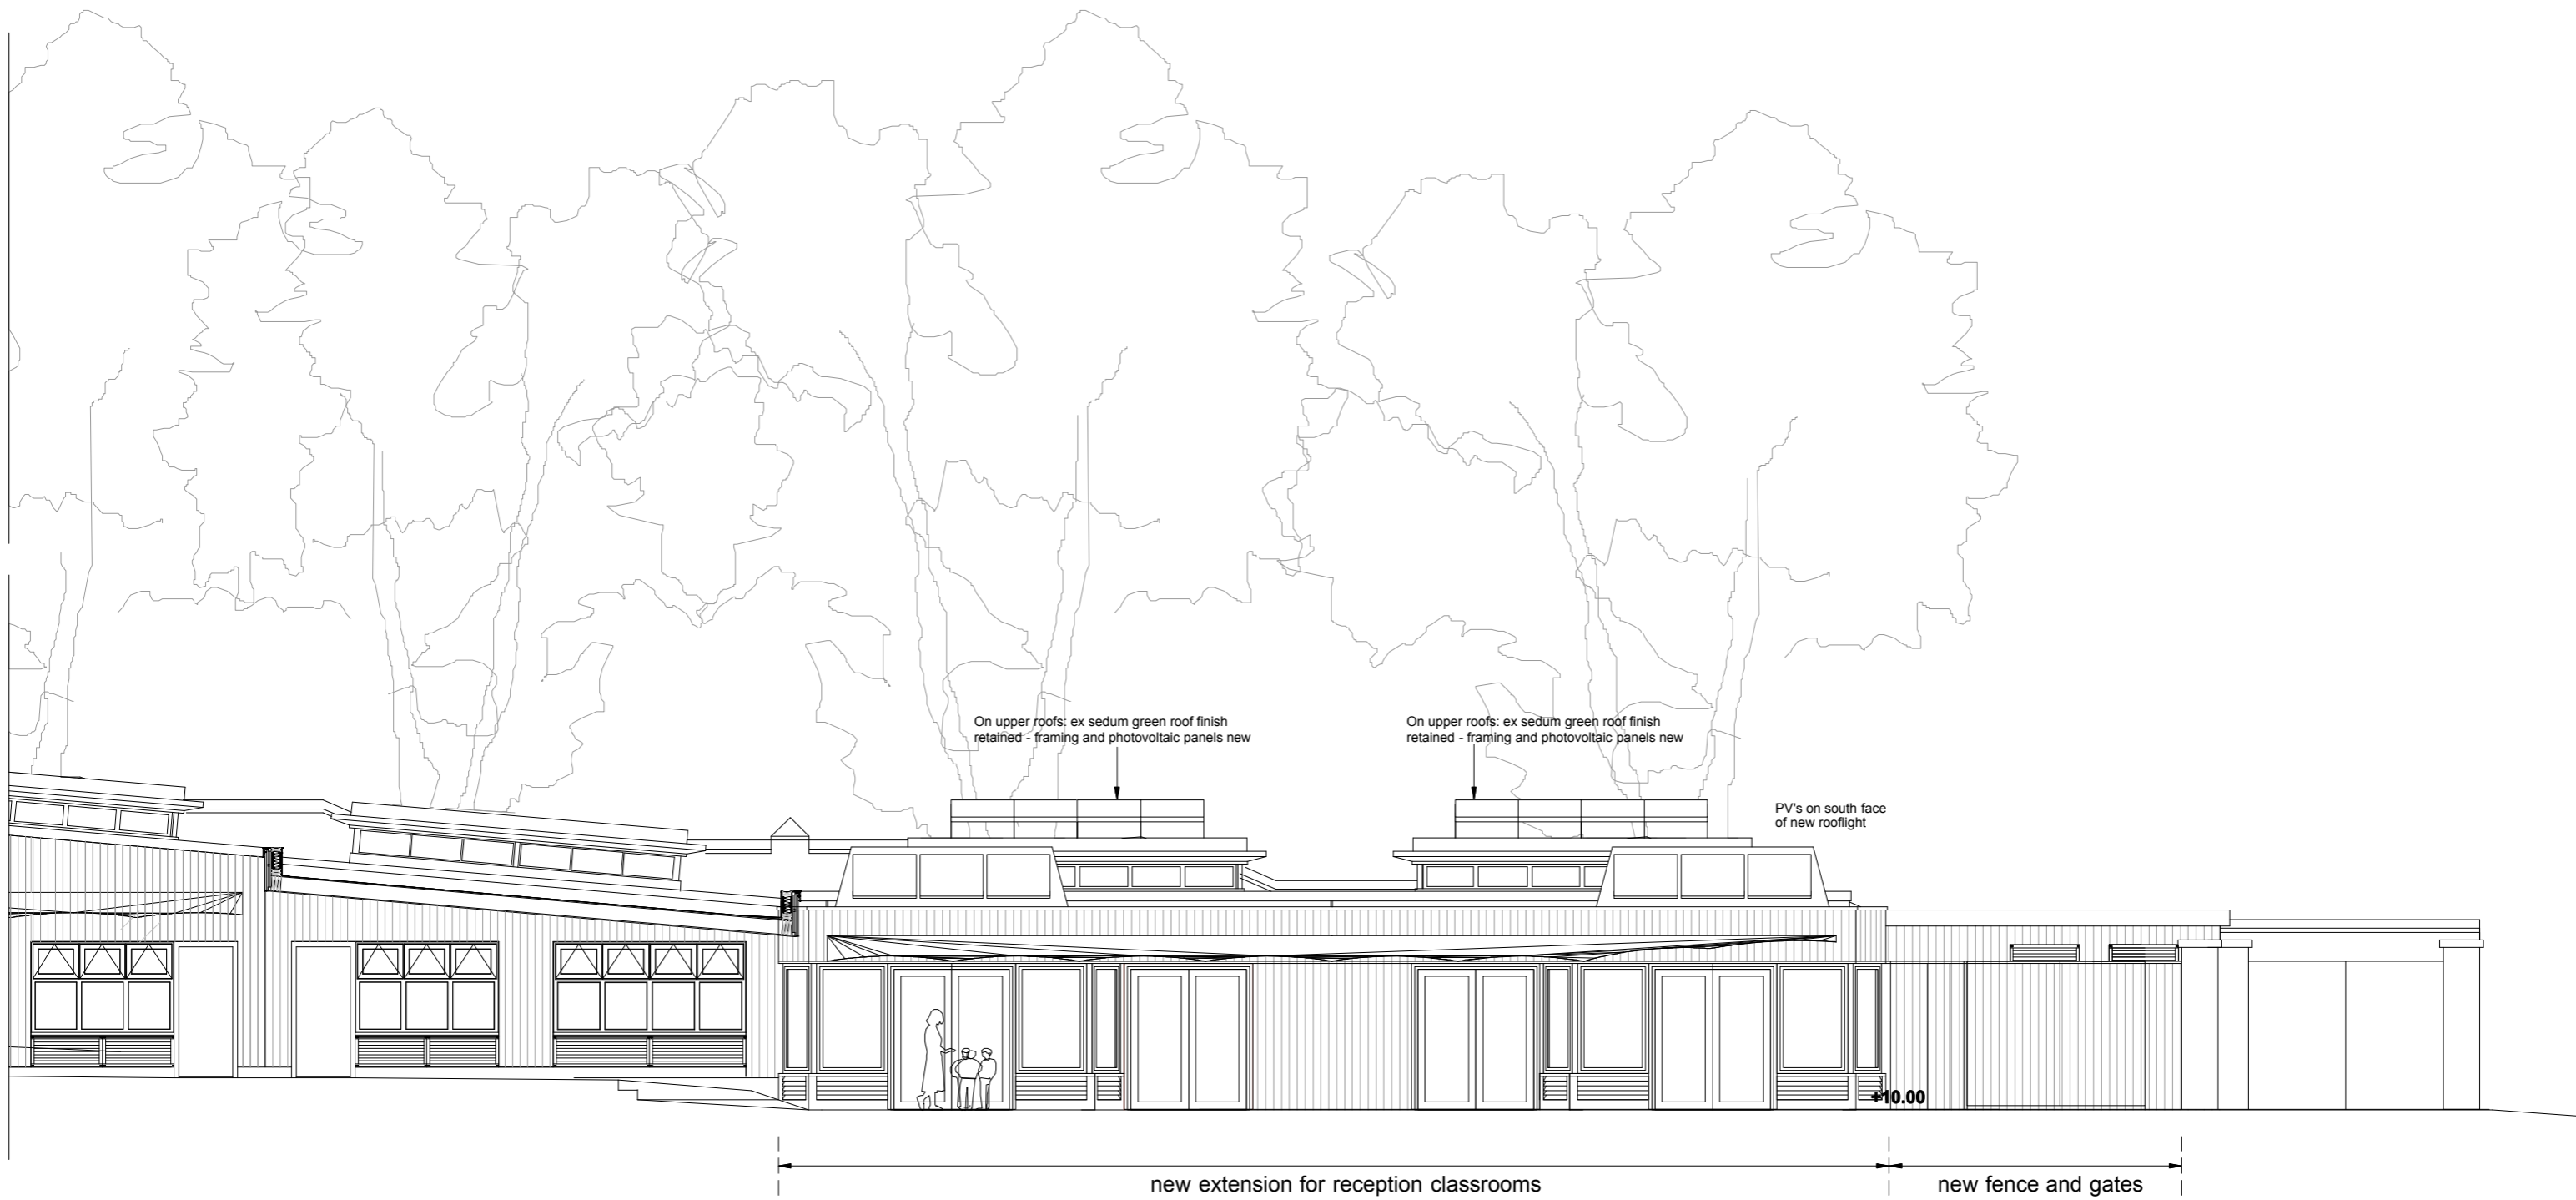 On upper roofs: ex sedum green roof finish
retained - framing and photovoltaic panels new
On upper roofs: ex sedum green roof finish
retained - framing and photovoltaic panels new
PV's on south face
of new rooflight
+10.00
new extension for reception classrooms
new fence and gates